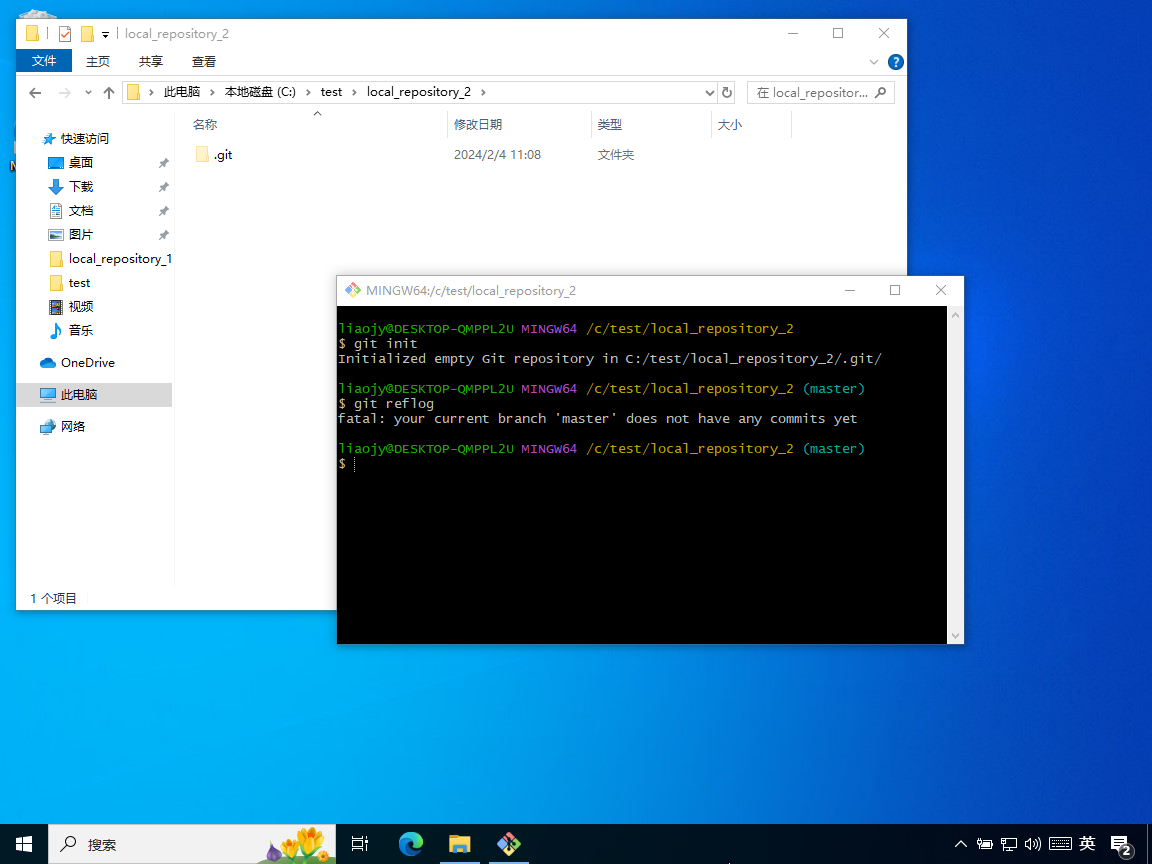 local_repository_2
文件 主页 共享 查看
此电脑 本地磁盘 (C:) test local_repository_2
在 local_repositor...
名称 修改日期 类型 大小
.git 2024/2/4 11:08 文件夹
快速访问
桌面
下载
文档
图片
local_repository_1
test
视频
音乐
OneDrive
此电脑
网络
1 个项目
MINGW64:/c/test/local_repository_2
liaojy@DESKTOP-QMPPL2U MINGW64 /c/test/local_repository_2
$ git init
Initialized empty Git repository in C:/test/local_repository_2/.git/
liaojy@DESKTOP-QMPPL2U MINGW64 /c/test/local_repository_2 (master)
$ git reflog
fatal: your current branch 'master' does not have any commits yet
liaojy@DESKTOP-QMPPL2U MINGW64 /c/test/local_repository_2 (master)
$
搜索
英
2